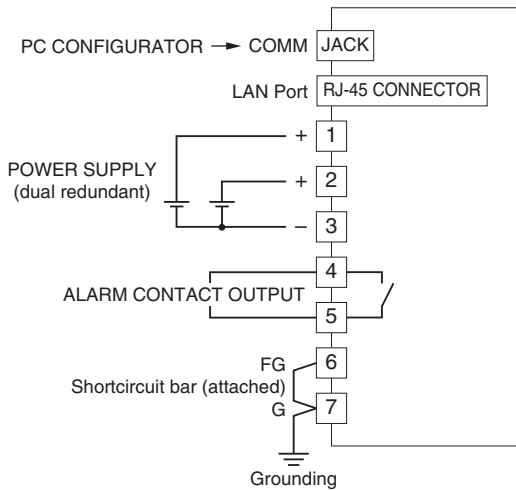 PC CONFIGURATOR → COMM JACK
LAN Port RJ-45 CONNECTOR
+ 1
POWER SUPPLY
(dual redundant)
+ 2
– 3
4
ALARM CONTACT OUTPUT
5
FG 6
Shortcircuit bar (attached)
G 7
Grounding